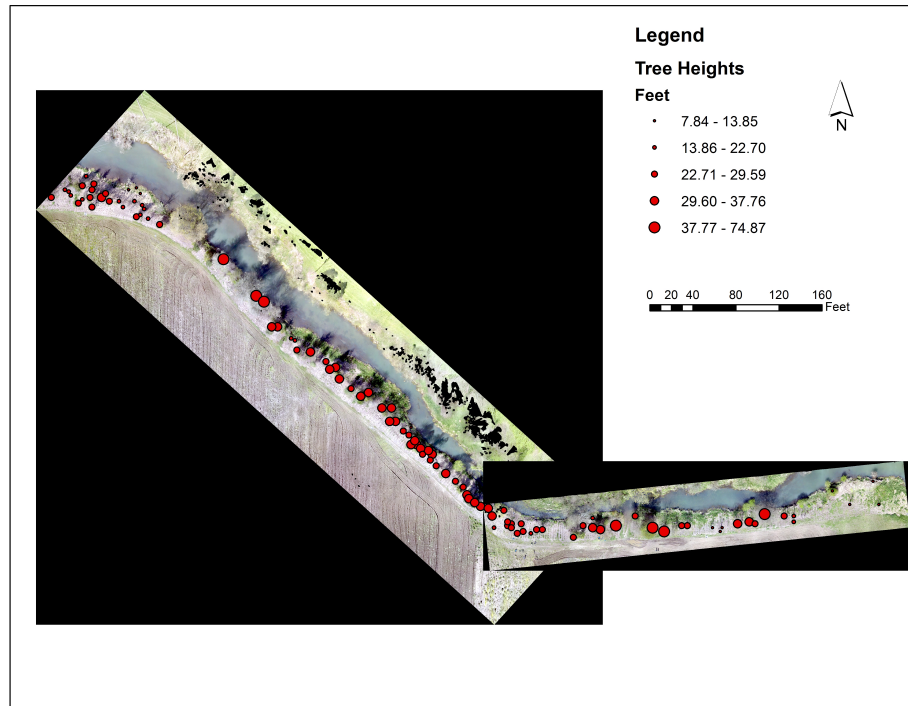 Legend
Tree Heights
Feet
7.84 - 13.85
13.86 - 22.70
22.71 - 29.59
29.60 - 37.76
37.77 - 74.87
N
0 20 40 80 120 160
Feet